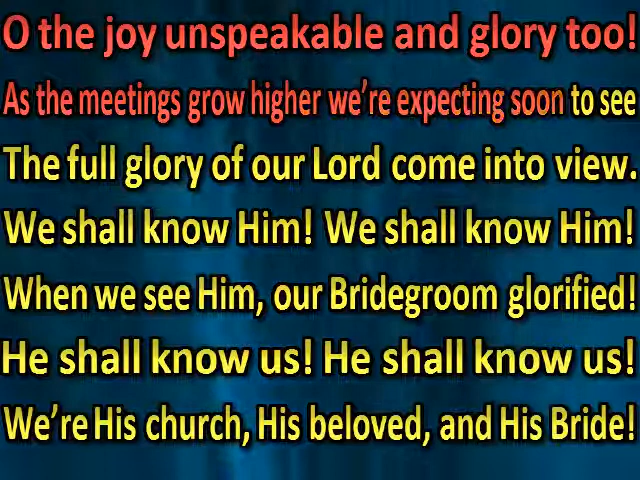 O the joy unspeakable and glory too!
As the meetings grow higher we're expecting soon to see
The full glory of our Lord come into view.
We shall know Him! We shall know Him!
When we see Him, our Bridegroom glorified!
He shall know us! He shall know us!
We're His church, His beloved, and His Bride!